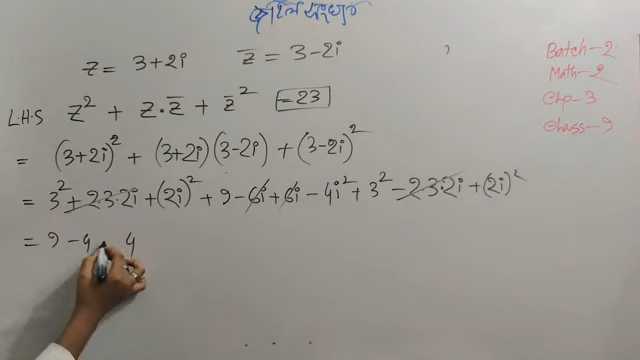 জটিল সংখ্যা
z = 3+2i z̅ = 3-2i
Batch-2
Math-2
Chp-3
Class-9
L.H.S z² + z·z̅ + z̅² =23
= (3+2i)² + (3+2i)(3-2i) + (3-2i)²
= 3² + 2·3·2i + (2i)² + 9 - 6i + 6i - 4i² + 3² - 2·3·2i + (2i)²
= 9 - 4 4